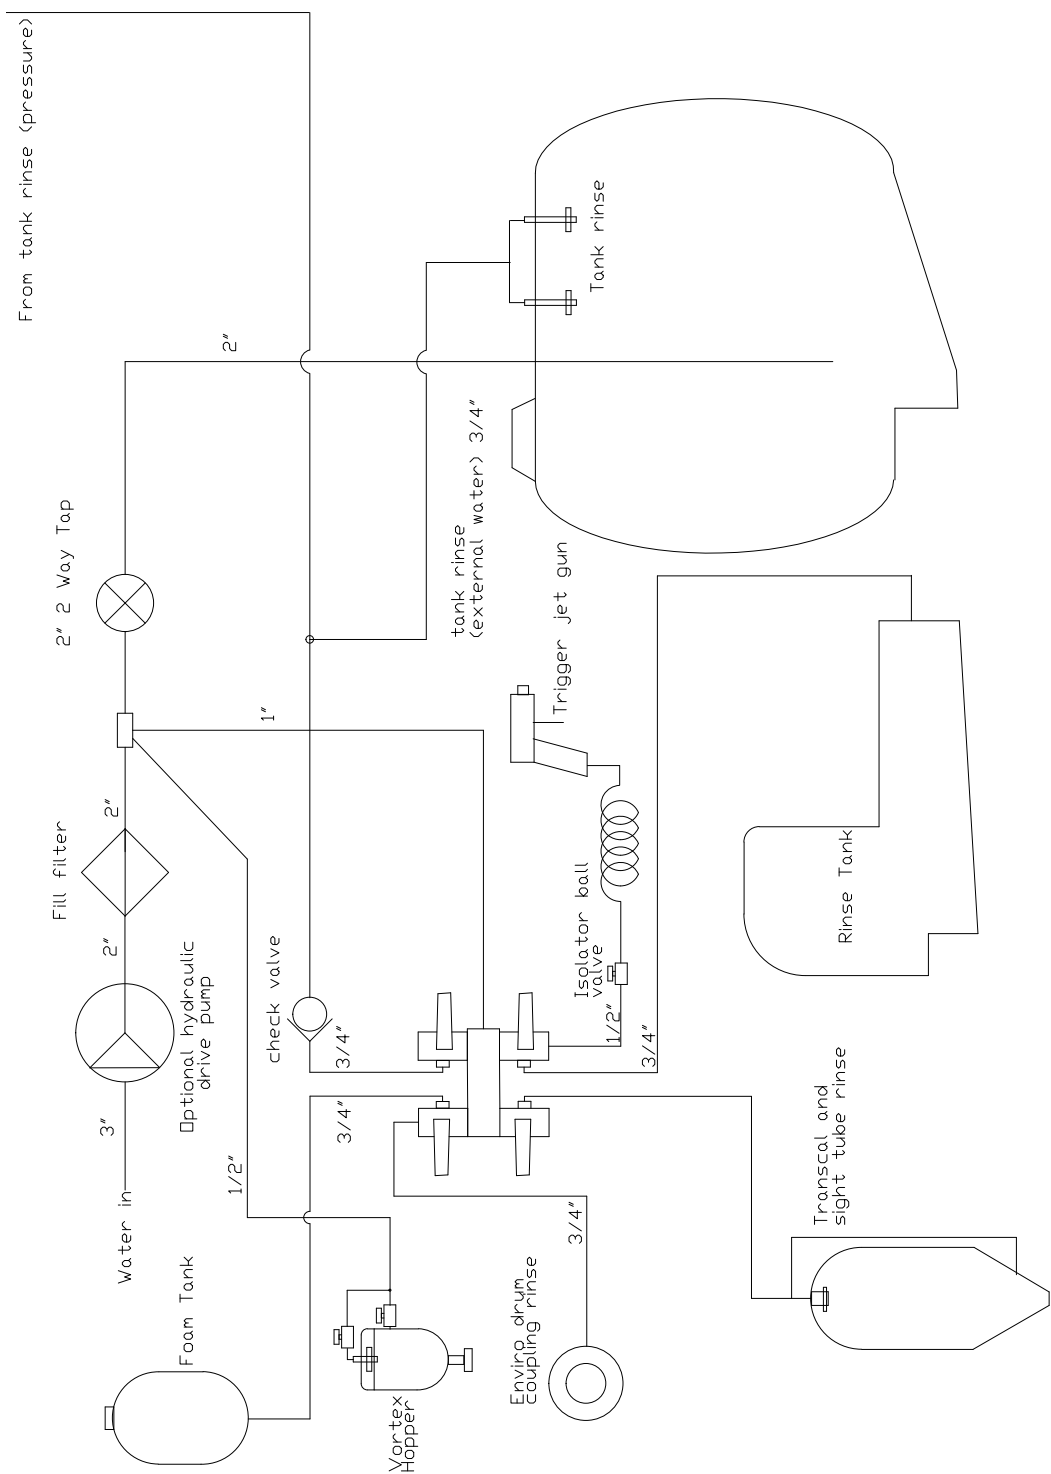 From tank rinse (pressure)
2"
Tank rinse
2" 2 Way Tap
tank rinse
(external water) 3/4"
Trigger jet gun
1"
2"
Fill filter
2"
Optional hydraulic
drive pump
check valve
Isolator ball
valve
Rinse Tank
3/4"
1/2"
3/4"
3"
3/4"
1/2"
Water in
Transcal and
sight tube rinse
3/4"
Foam Tank
Enviro drum
coupling rinse
Vortex
Hopper